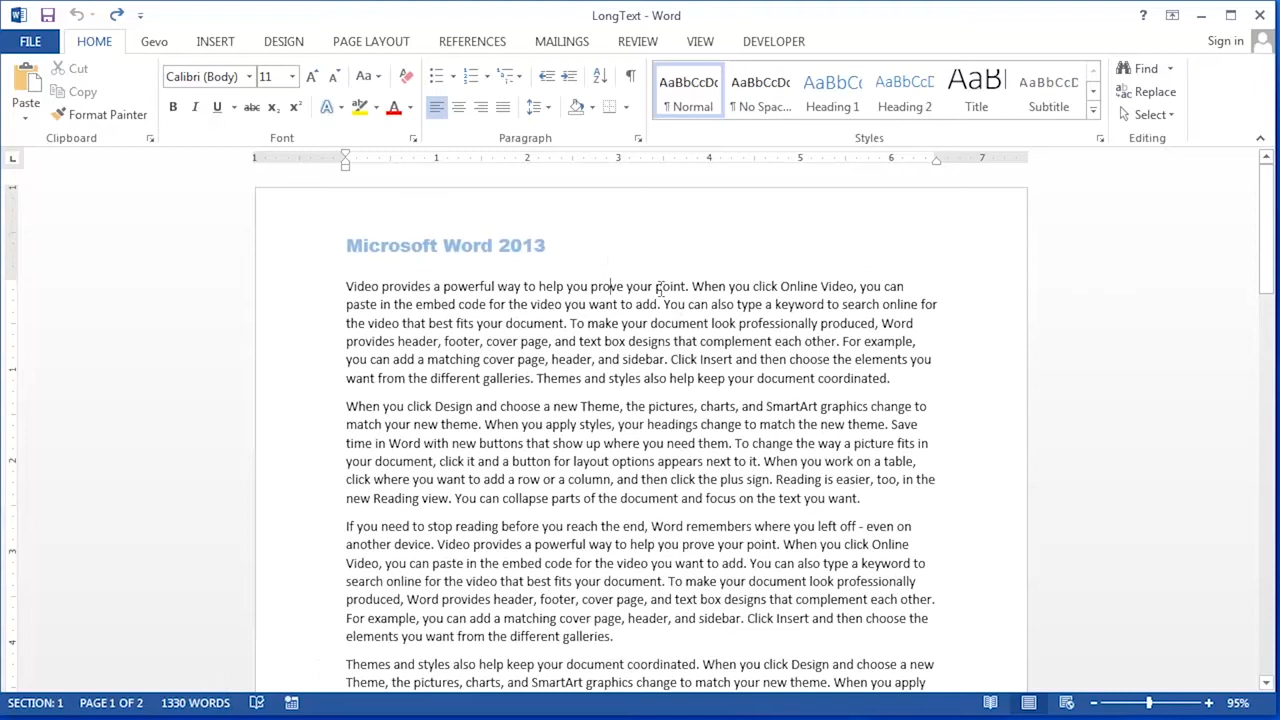 LongText - Word
FILE HOME Gevo INSERT DESIGN PAGE LAYOUT REFERENCES MAILINGS REVIEW VIEW DEVELOPER Sign in
Paste
Cut
Copy
Format Painter
Clipboard
Calibri (Body) 11
Font
Paragraph
AaBbCcDc AaBbCcDc AaBbC AaBbCcD AaB AaBbCcD
¶ Normal ¶ No Spac... Heading 1 Heading 2 Title Subtitle
Styles
Find
Replace
Select
Editing
1 1 2 3 4 5 6 7
Microsoft Word 2013
Video provides a powerful way to help you prove your point. When you click Online Video, you can
paste in the embed code for the video you want to add. You can also type a keyword to search online for
the video that best fits your document. To make your document look professionally produced, Word
provides header, footer, cover page, and text box designs that complement each other. For example,
you can add a matching cover page, header, and sidebar. Click Insert and then choose the elements you
want from the different galleries. Themes and styles also help keep your document coordinated.
When you click Design and choose a new Theme, the pictures, charts, and SmartArt graphics change to
match your new theme. When you apply styles, your headings change to match the new theme. Save
time in Word with new buttons that show up where you need them. To change the way a picture fits in
your document, click it and a button for layout options appears next to it. When you work on a table,
click where you want to add a row or a column, and then click the plus sign. Reading is easier, too, in the
new Reading view. You can collapse parts of the document and focus on the text you want.
If you need to stop reading before you reach the end, Word remembers where you left off - even on
another device. Video provides a powerful way to help you prove your point. When you click Online
Video, you can paste in the embed code for the video you want to add. You can also type a keyword to
search online for the video that best fits your document. To make your document look professionally
produced, Word provides header, footer, cover page, and text box designs that complement each other.
For example, you can add a matching cover page, header, and sidebar. Click Insert and then choose the
elements you want from the different galleries.
Themes and styles also help keep your document coordinated. When you click Design and choose a new
Theme, the pictures, charts, and SmartArt graphics change to match your new theme. When you apply
SECTION: 1 PAGE 1 OF 2 1330 WORDS 95%